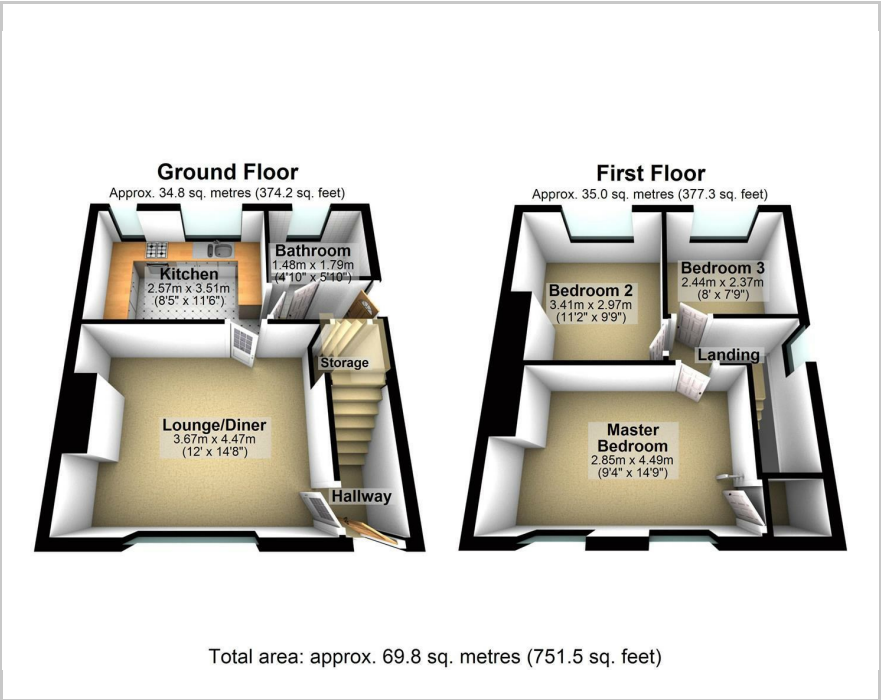 Ground Floor
Approx. 34.8 sq. metres (374.2 sq. feet)
Kitchen
2.57m x 3.51m
(8'5" x 11'6")
Bathroom
1.48m x 1.79m
(4'10" x 5'10")
Storage
Lounge/Diner
3.67m x 4.47m
(12' x 14'8")
Hallway
First Floor
Approx. 35.0 sq. metres (377.3 sq. feet)
Bedroom 2
3.41m x 2.97m
(11'2" x 9'9")
Bedroom 3
2.44m x 2.37m
(8' x 7'9")
Landing
Master
Bedroom
2.85m x 4.49m
(9'4" x 14'9")
Total area: approx. 69.8 sq. metres (751.5 sq. feet)